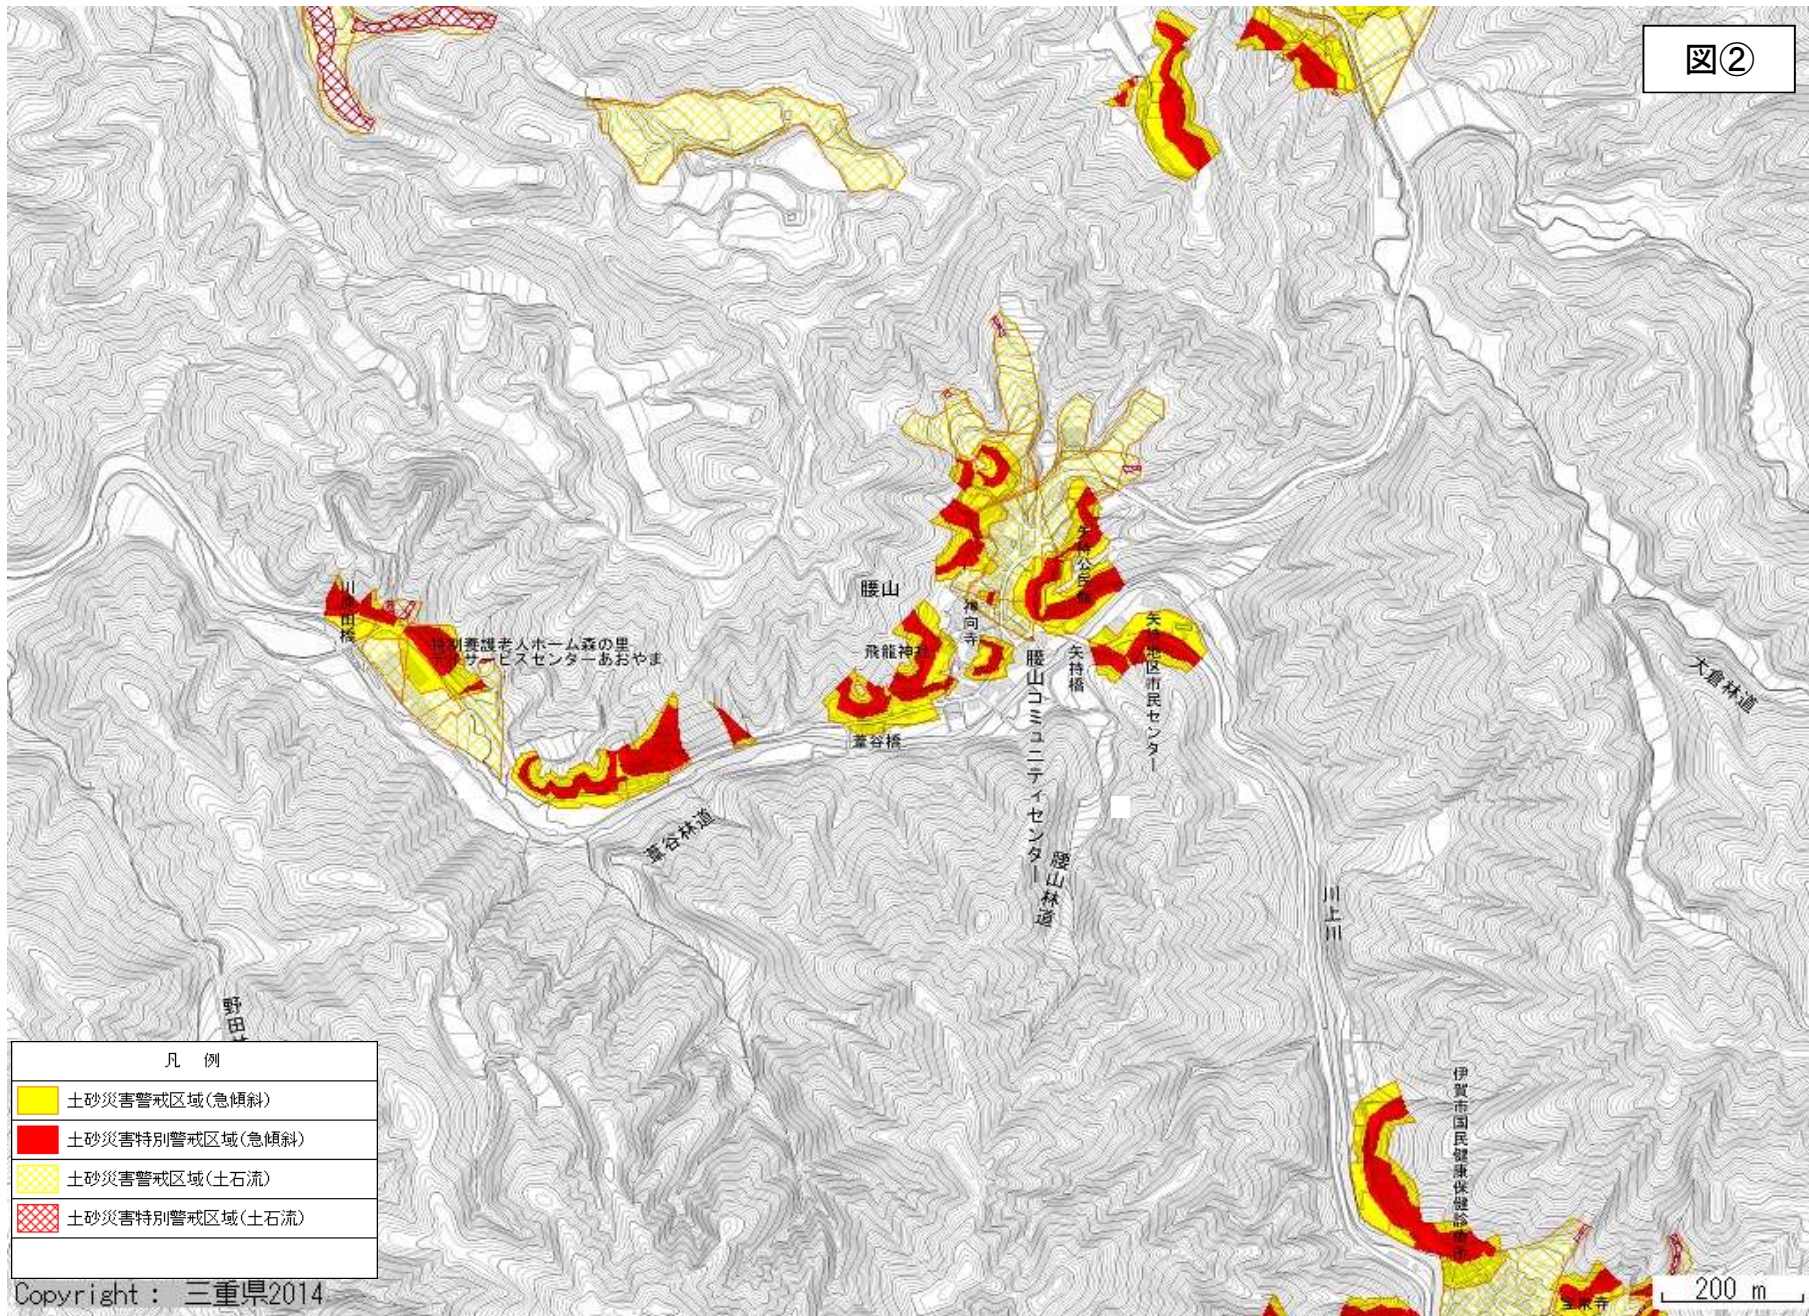 図②
腰山
神向寺
矢持公民館
飛龍神社
矢持橋
矢持地区市民センター
腰山コミュニティセンター
特別養護老人ホーム森の里
デイサービスセンターあおやま
葦谷橋
葦谷林道
腰山林道
大倉林道
川上川
伊賀市国民健康保健診療所
野田
凡 例
土砂災害警戒区域(急傾斜)
土砂災害特別警戒区域(急傾斜)
土砂災害警戒区域(土石流)
土砂災害特別警戒区域(土石流)
Copyright : 三重県2014
200 m